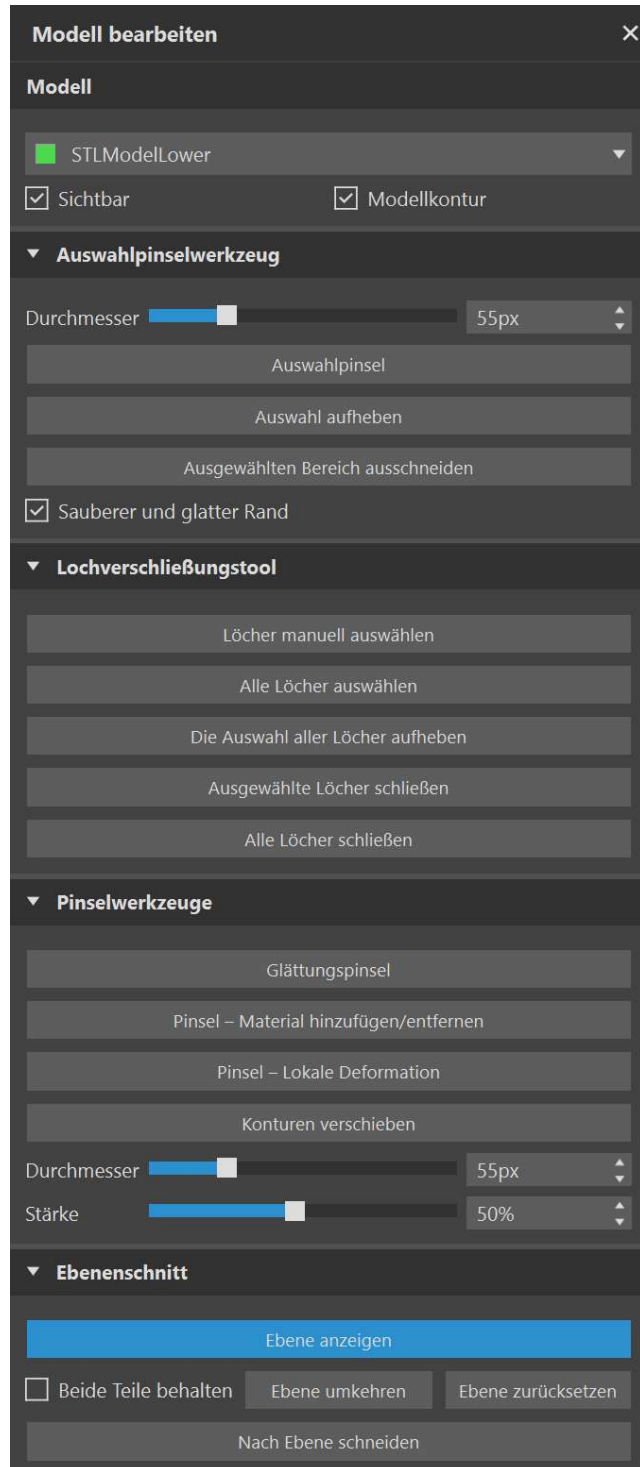 Modell bearbeiten
Modell
STLModelLower
Sichtbar Modellkontur
Auswahlpinselwerkzeug
Durchmesser 55px
Auswahlpinsel
Auswahl aufheben
Ausgewählten Bereich ausschneiden
Sauberer und glatter Rand
Lochverschließungstool
Löcher manuell auswählen
Alle Löcher auswählen
Die Auswahl aller Löcher aufheben
Ausgewählte Löcher schließen
Alle Löcher schließen
Pinselwerkzeuge
Glättungspinsel
Pinsel – Material hinzufügen/entfernen
Pinsel – Lokale Deformation
Konturen verschieben
Durchmesser 55px
Stärke 50%
Ebenenschnitt
Ebene anzeigen
Beide Teile behalten Ebene umkehren Ebene zurücksetzen
Nach Ebene schneiden